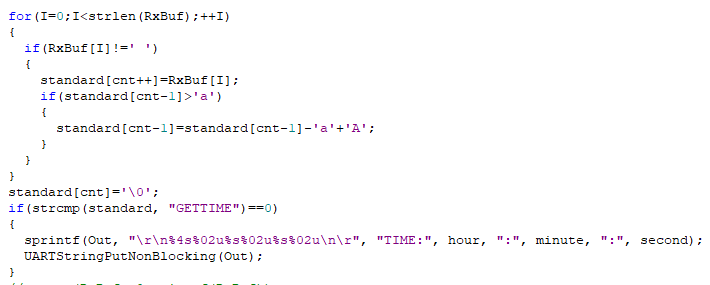 for(I=0;I<strlen(RxBuf);++I)
{
  if(RxBuf[I]!=' ')
  {
    standard[cnt++]=RxBuf[I];
    if(standard[cnt-1]>'a')
    {
      standard[cnt-1]=standard[cnt-1]-'a'+'A';
    }
  }
}
standard[cnt]='\0';
if(strcmp(standard, "GETTIME")==0)
{
  sprintf(Out, "\r\n%4s%02u%s%02u%s%02u\n\r", "TIME:", hour, ":", minute, ":", second);
  UARTStringPutNonBlocking(Out);
}